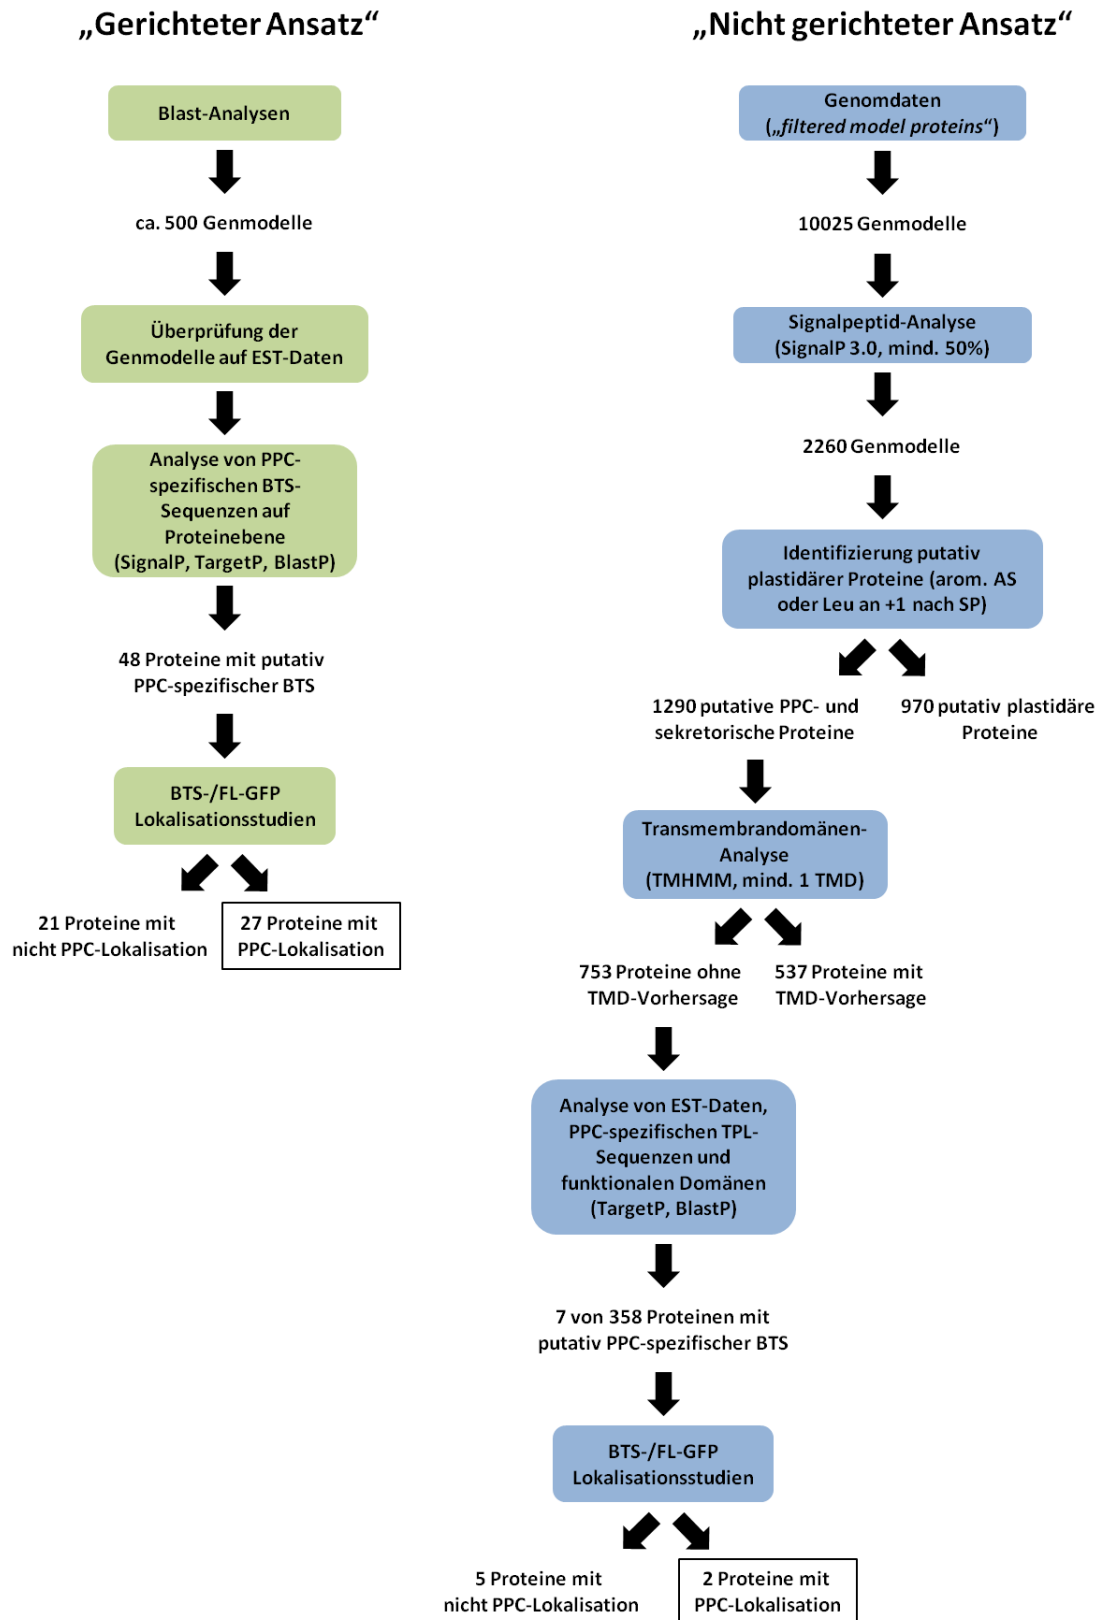 „Gerichteter Ansatz“
Blast-Analysen
ca. 500 Genmodelle
Überprüfung der
Genmodelle auf EST-Daten
Analyse von PPC-
spezifischen BTS-
Sequenzen auf
Proteinebene
(SignalP, TargetP, BlastP)
48 Proteine mit putativ
PPC-spezifischer BTS
BTS-/FL-GFP
Lokalisationsstudien
21 Proteine mit
nicht PPC-Lokalisation
27 Proteine mit
PPC-Lokalisation
„Nicht gerichteter Ansatz“
Genomdaten
(„filtered model proteins“)
10025 Genmodelle
Signalpeptid-Analyse
(SignalP 3.0, mind. 50%)
2260 Genmodelle
Identifizierung putativ
plastidärer Proteine (arom. AS
oder Leu an +1 nach SP)
1290 putative PPC- und
sekretorische Proteine
970 putativ plastidäre
Proteine
Transmembrandomänen-
Analyse
(TMHMM, mind. 1 TMD)
753 Proteine ohne
TMD-Vorhersage
537 Proteine mit
TMD-Vorhersage
Analyse von EST-Daten,
PPC-spezifischen TPL-
Sequenzen und
funktionalen Domänen
(TargetP, BlastP)
7 von 358 Proteinen mit
putativ PPC-spezifischer BTS
BTS-/FL-GFP
Lokalisationsstudien
5 Proteine mit
nicht PPC-Lokalisation
2 Proteine mit
PPC-Lokalisation